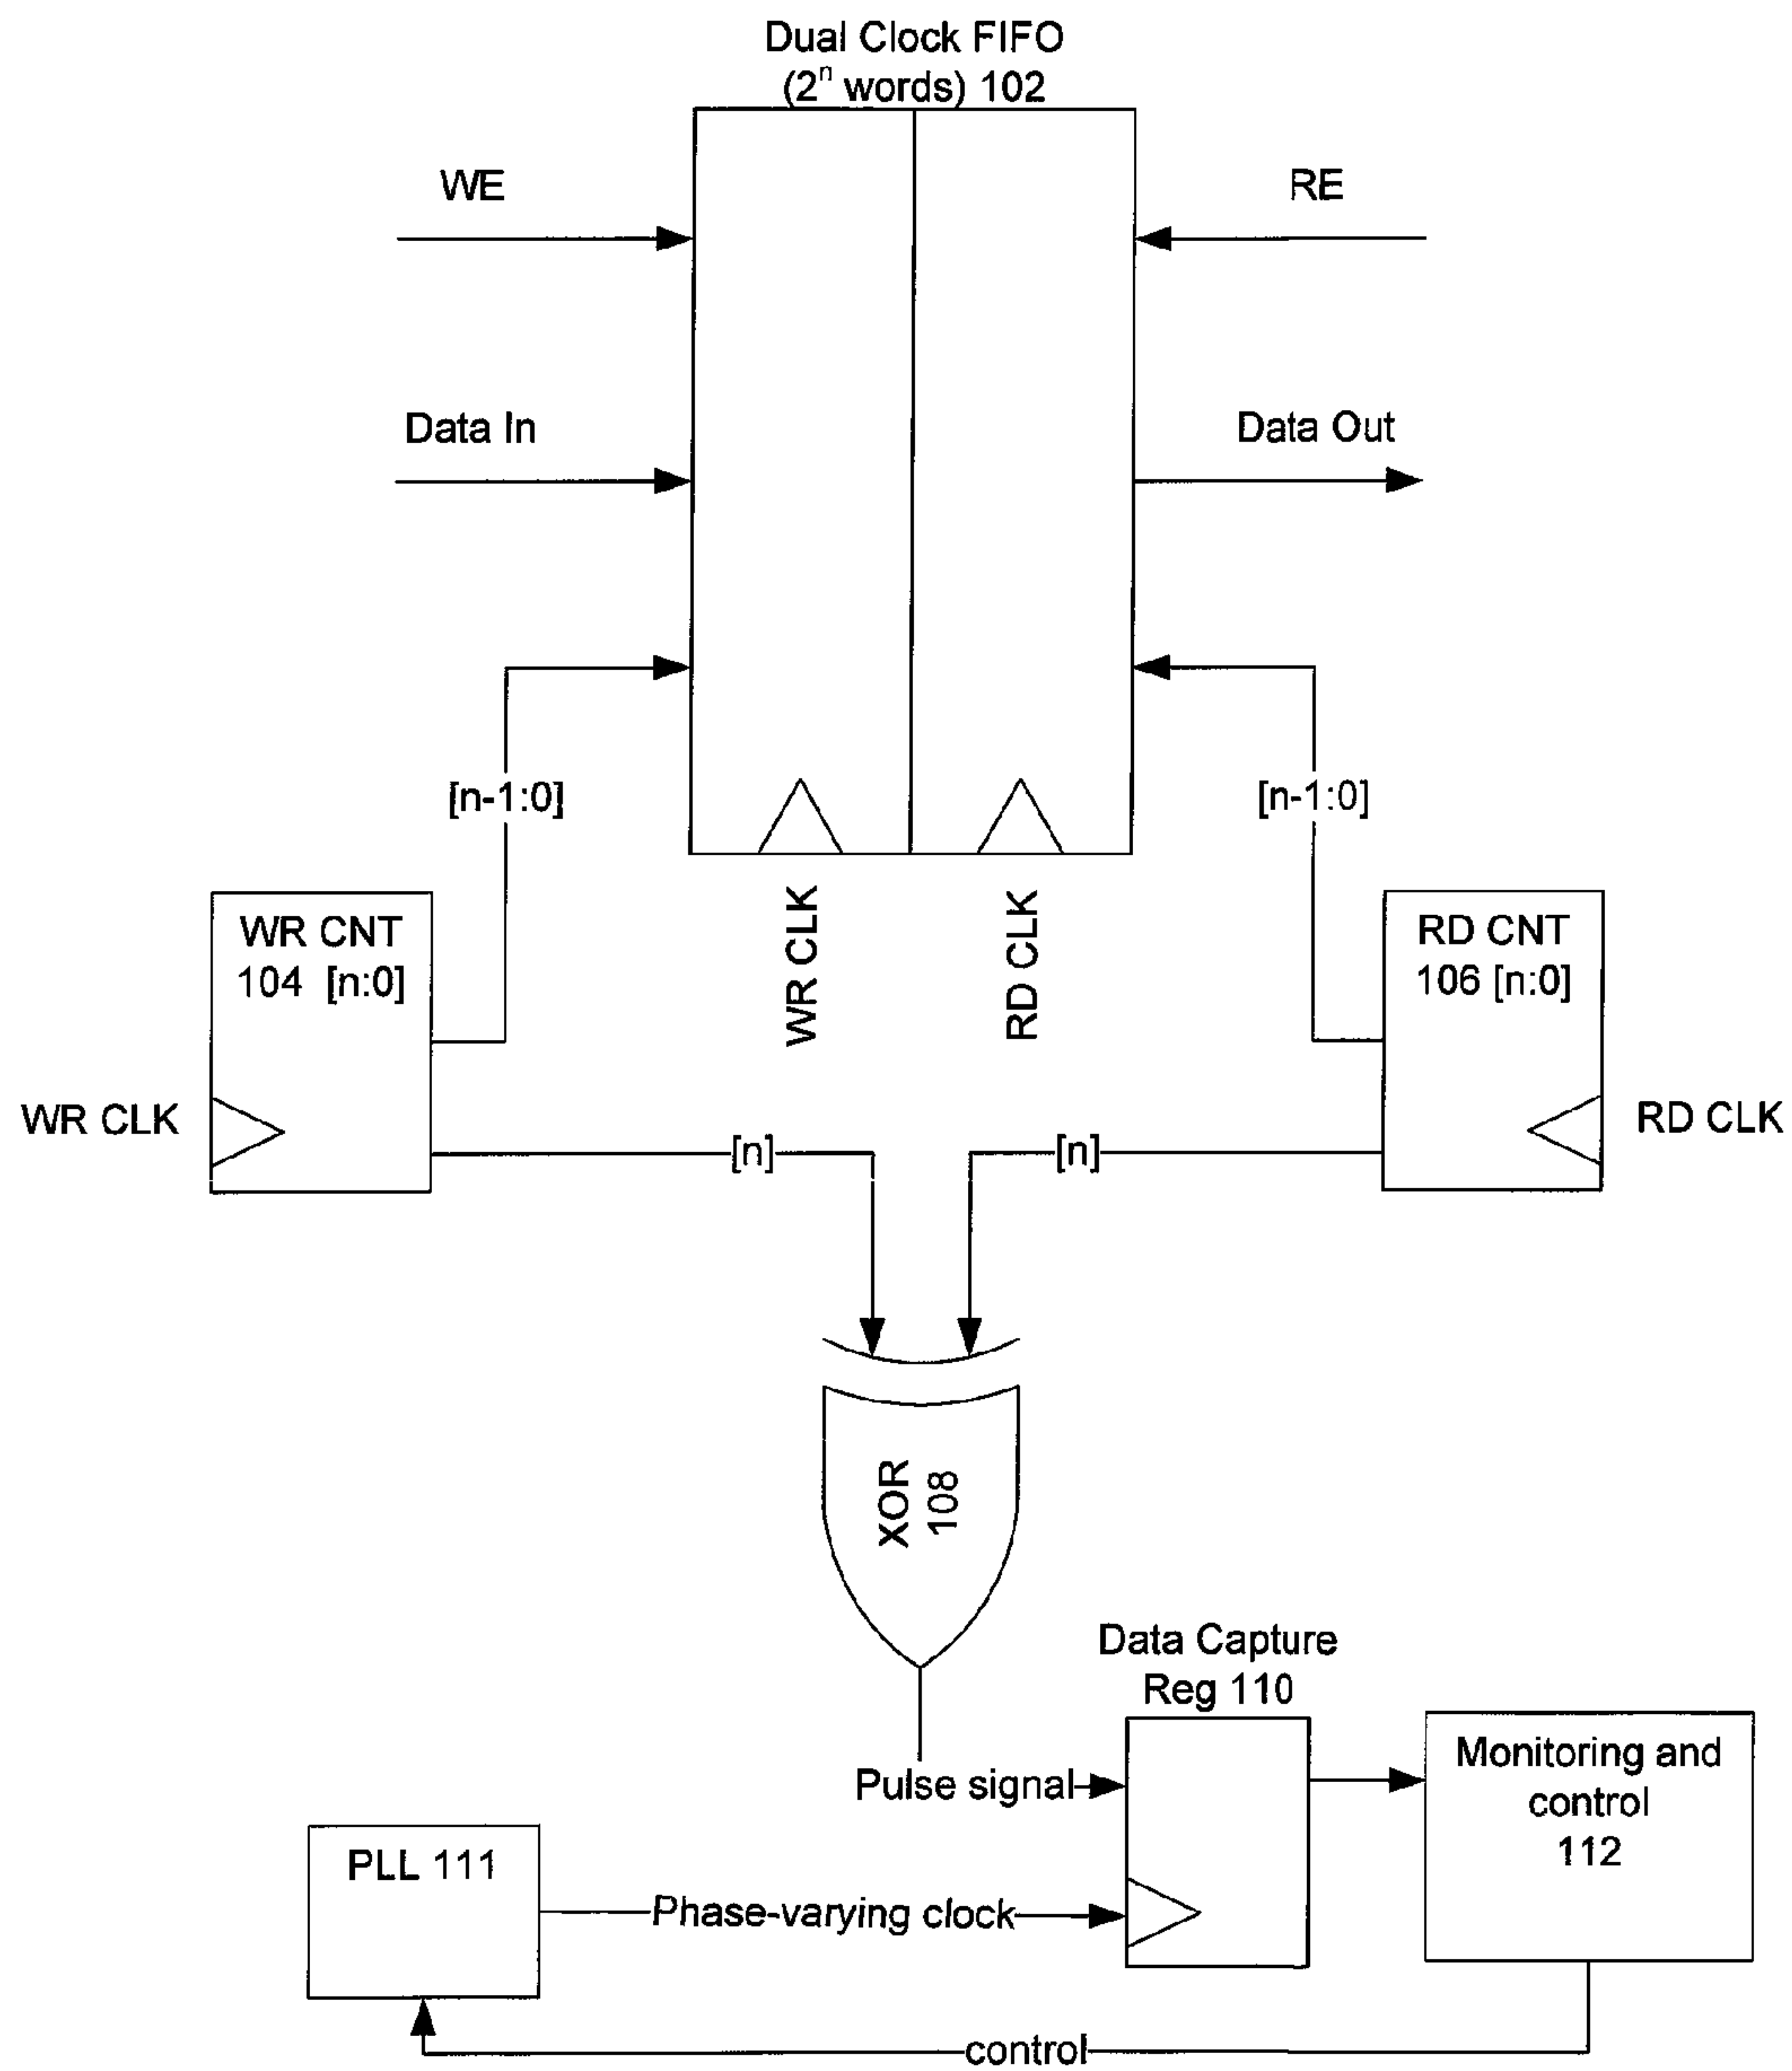 Dual Clock FIFO
(2ⁿ words) 102
WE
RE
Data In
Data Out
[n-1:0]
[n-1:0]
WR CLK
RD CLK
WR CNT
104 [n:0]
RD CNT
106 [n:0]
WR CLK
RD CLK
[n]
[n]
XOR
108
Data Capture
Reg 110
Pulse signal
Monitoring and
control
112
PLL 111
Phase-varying clock
control